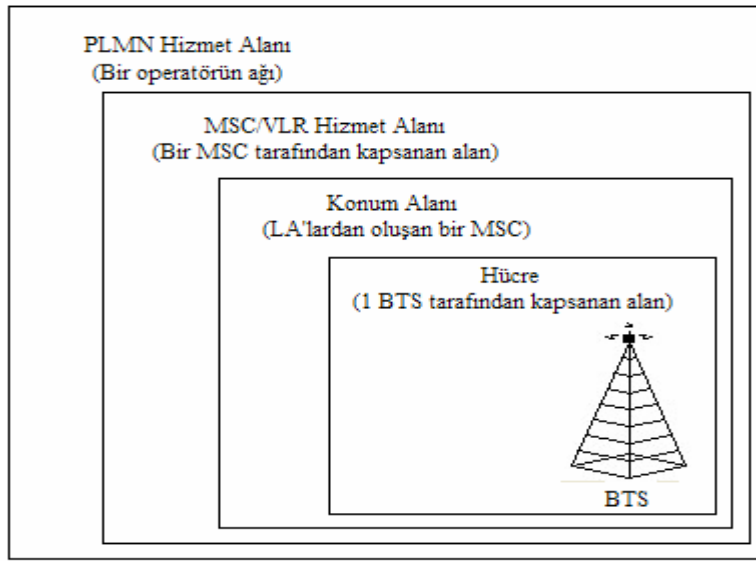 PLMN Hizmet Alanı
(Bir operatörün ağı)
MSC/VLR Hizmet Alanı
(Bir MSC tarafından kapsanan alan)
Konum Alanı
(LA'lardan oluşan bir MSC)
Hücre
(1 BTS tarafından kapsanan alan)
BTS